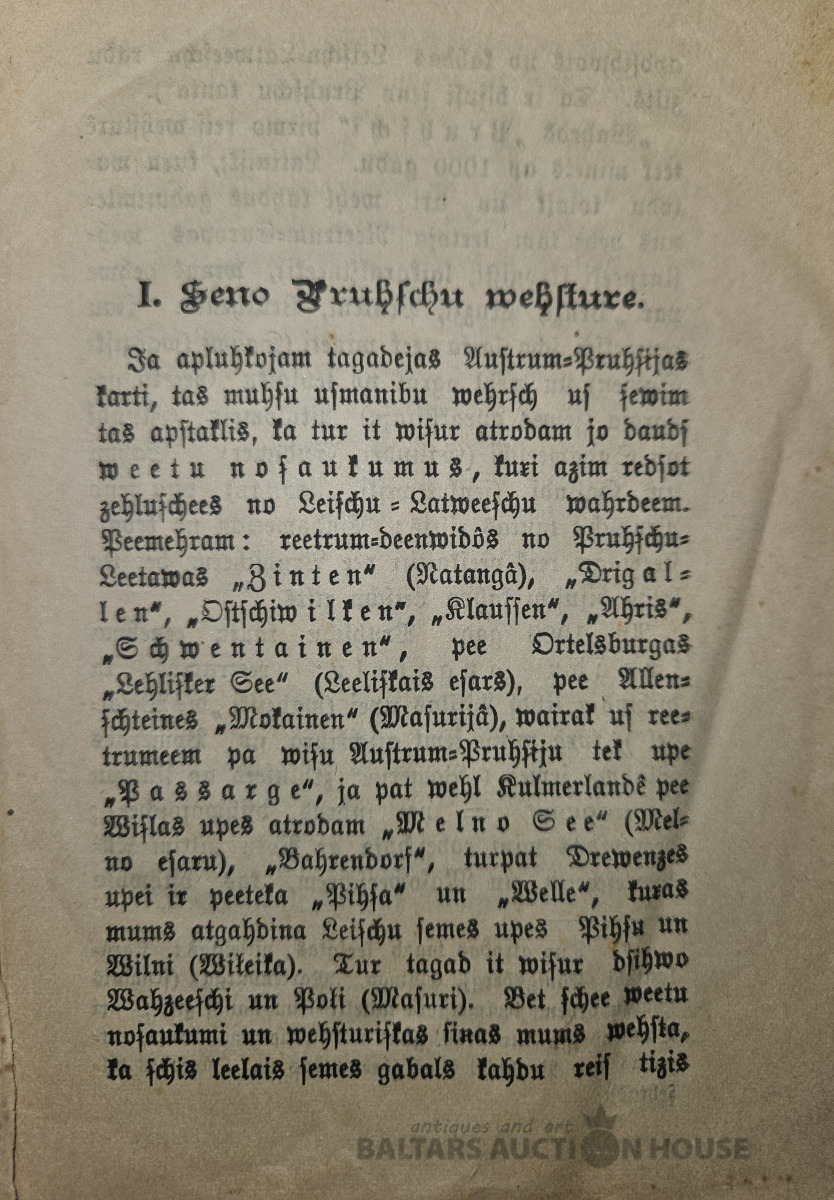 I. Seno Pruhſchu wehſture.
Ja apluhkojam tagadejas Auſtrum⸗Pruhſijas
karti, tas muhſu uſmanibu wehrſch uſ ſewim
tas apſtaklis, ka tur it wiſur atrodam jo daudſ
weetu noſaukumus, kuŗi azim redſot
zehluſchees no Leiſchu⸗Latweeſchu wahrdeem.
Peemehram: reetrum⸗deenwidôs no Pruhſchu⸗
Leetawas „Zinten“ (Natangâ), „Drigal⸗
len“, „Oſtſchiwilken“, „Klauſſen“, „Ahris“,
„Schwentainen“, pee Ortelsburgas
„Lehliſker See“ (Leeliſkais eſars), pee Allen⸗
ſchteines „Mokainen“ (Maſurijâ), wairak uſ ree⸗
trumeem pa wiſu Auſtrum⸗Pruhſiju tek upe
„Passarge“, ja pat wehl Kulmerlandê pee
Wiſlas upes atrodam „Melno See“ (Mel⸗
no eſaru), „Bahrendorf“, turpat Drewenzes
upei ir peeteka „Pihſa“ un „Welle“, kuŗas
mums atgahdina Leiſchu ſemes upes Pihſu un
Wilni (Wileika). Tur tagad it wiſur dſihwo
Wahzeeſchi un Poli (Maſuri). Bet ſchee weetu
noſaukumi un wehſturiſkas ſiņas mums wehſta,
ka ſchis leelais ſemes gabals kahdu reiſ tizis
antiques and art
BALTARS AUCTION HOUSE